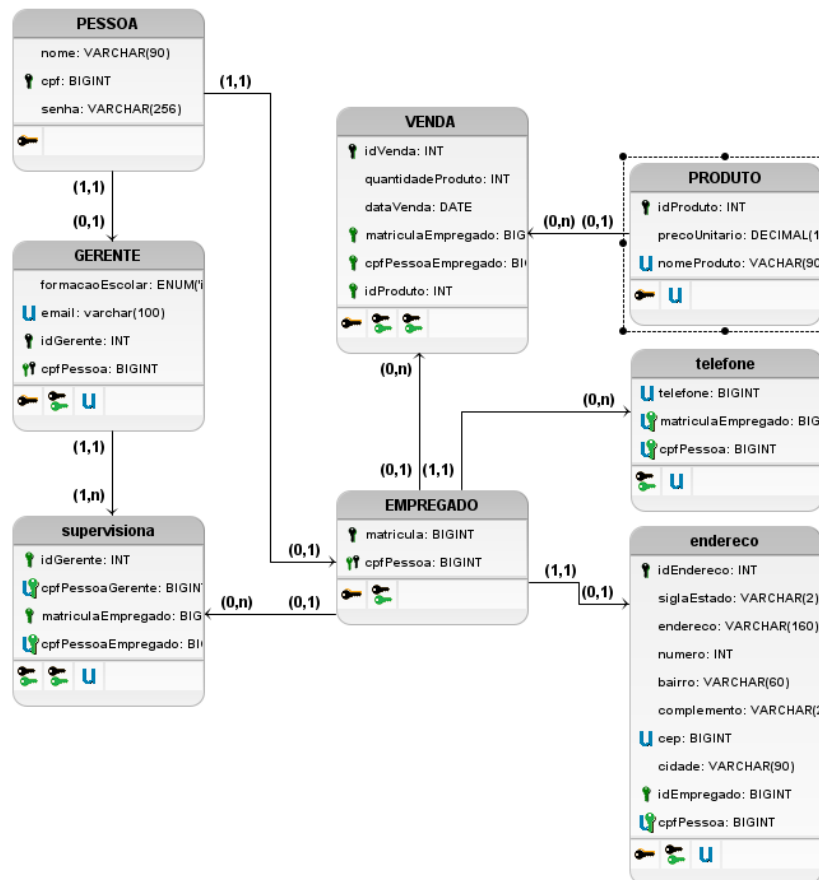 PESSOA
nome: VARCHAR(90)
cpf: BIGINT
senha: VARCHAR(256)
(1,1)
(1,1)
(0,1)
GERENTE
formacaoEscolar: ENUM('i
email: varchar(100)
idGerente: INT
cpfPessoa: BIGINT
(1,1)
(1,n)
supervisiona
idGerente: INT
cpfPessoaGerente: BIGIN
matriculaEmpregado: BIG
cpfPessoaEmpregado: BI
VENDA
idVenda: INT
quantidadeProduto: INT
dataVenda: DATE
matriculaEmpregado: BIG
cpfPessoaEmpregado: BI
idProduto: INT
(0,n) (0,1)
PRODUTO
idProduto: INT
precoUnitario: DECIMAL(1
nomeProduto: VACHAR(90
(0,n)
(0,1) (1,1)
(0,n)
telefone
telefone: BIGINT
matriculaEmpregado: BIG
cpfPessoa: BIGINT
EMPREGADO
matricula: BIGINT
cpfPessoa: BIGINT
(0,1)
(0,n) (0,1)
(1,1)
(0,1)
endereco
idEndereco: INT
siglaEstado: VARCHAR(2)
endereco: VARCHAR(160)
numero: INT
bairro: VARCHAR(60)
complemento: VARCHAR(2
cep: BIGINT
cidade: VARCHAR(90)
idEmpregado: BIGINT
cpfPessoa: BIGINT